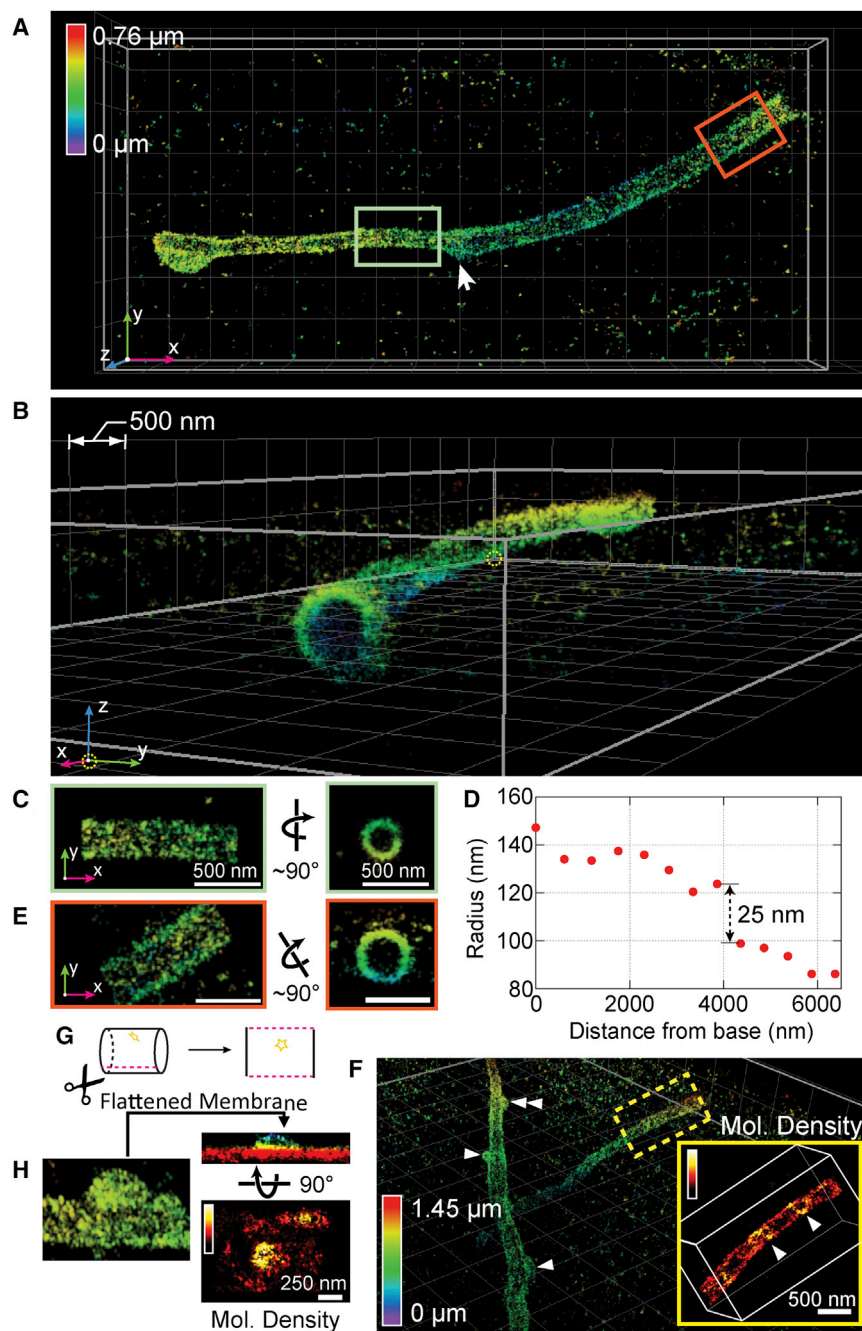 A
0.76 µm
0 µm
y
z
x
B
500 nm
z
x
y
C
y
x
500 nm
~90°
500 nm
D
160
140
120
100
80
Radius (nm)
25 nm
0
2000
4000
6000
Distance from base (nm)
E
y
x
~90°
G
Flattened Membrane
H
90°
250 nm
Mol. Density
F
1.45 µm
0 µm
Mol. Density
500 nm